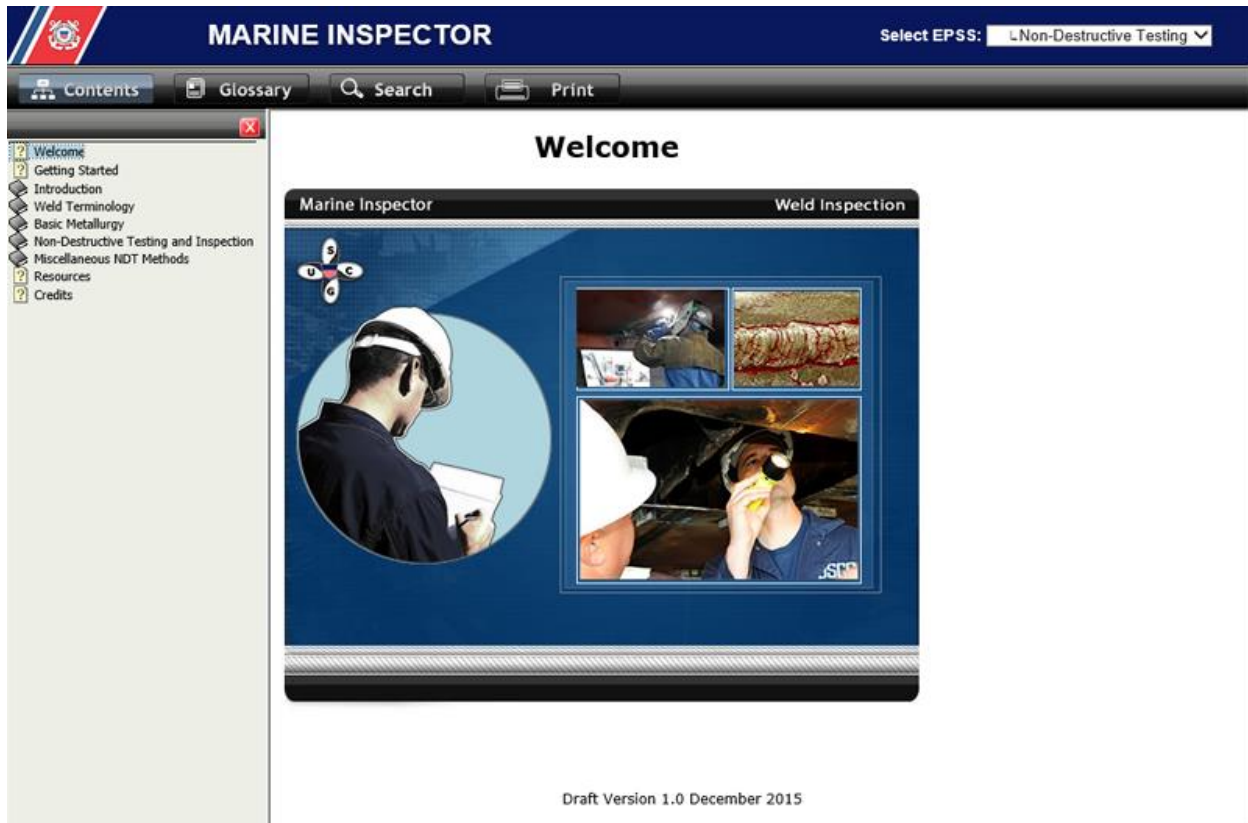 MARINE INSPECTOR
Select EPSS: Non-Destructive Testing
Contents
Glossary
Search
Print
Welcome
Getting Started
Introduction
Weld Terminology
Basic Metallurgy
Non-Destructive Testing and Inspection
Miscellaneous NDT Methods
Resources
Credits
Welcome
Marine Inspector
Weld Inspection
S
U C
G
USCG
Draft Version 1.0 December 2015